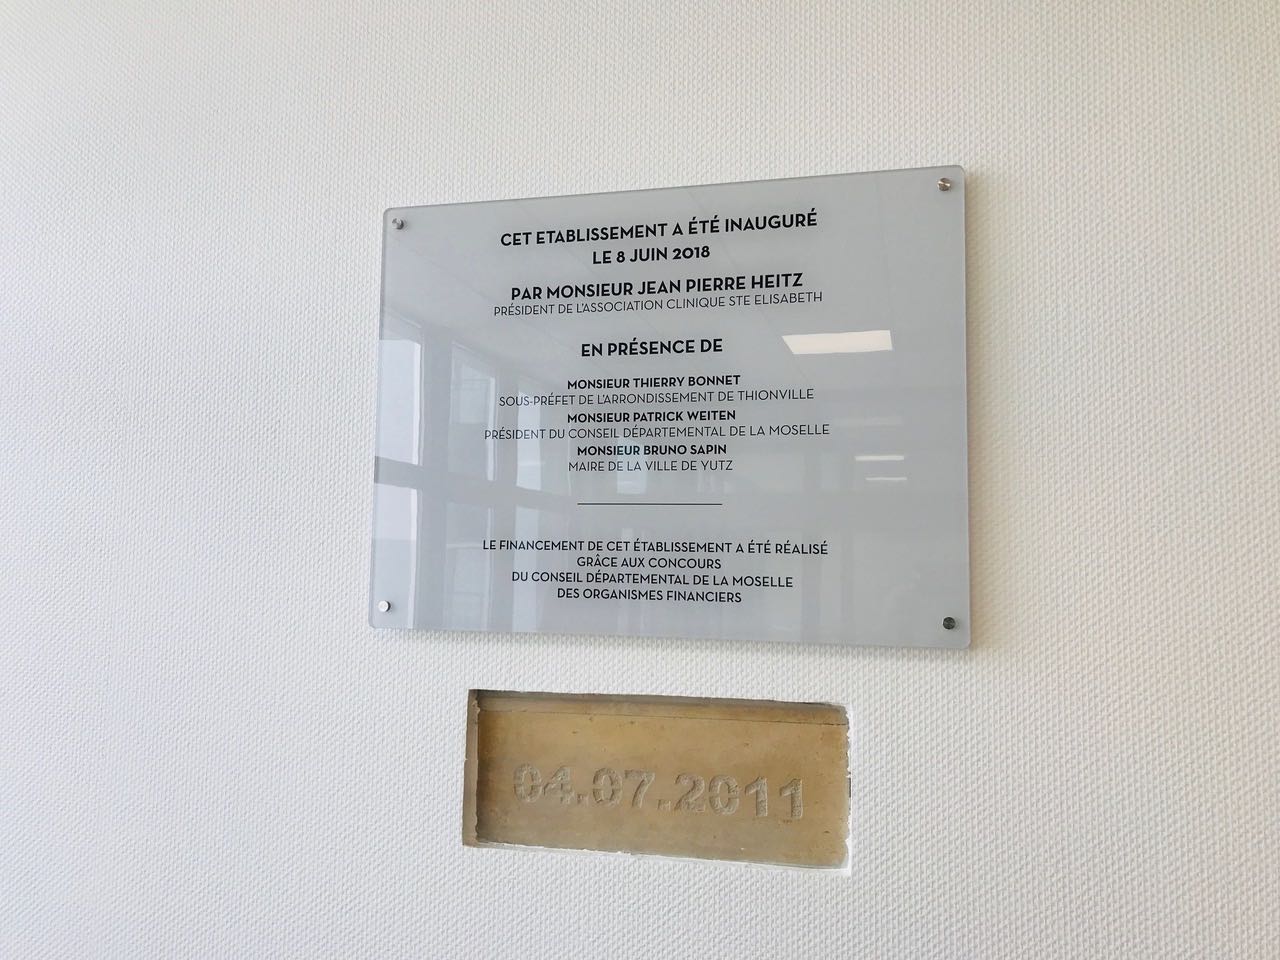 CET ETABLISSEMENT A ÉTÉ INAUGURÉ
LE 8 JUIN 2018
PAR MONSIEUR JEAN PIERRE HEITZ
PRÉSIDENT DE L'ASSOCIATION CLINIQUE STE ELISABETH
EN PRÉSENCE DE
MONSIEUR THIERRY BONNET
SOUS-PRÉFET DE L'ARRONDISSEMENT DE THIONVILLE
MONSIEUR PATRICK WEITEN
PRÉSIDENT DU CONSEIL DÉPARTEMENTAL DE LA MOSELLE
MONSIEUR BRUNO SAPIN
MAIRE DE LA VILLE DE YUTZ
LE FINANCEMENT DE CET ÉTABLISSEMENT A ÉTÉ RÉALISÉ
GRÂCE AUX CONCOURS
DU CONSEIL DÉPARTEMENTAL DE LA MOSELLE
DES ORGANISMES FINANCIERS
04.07.2011